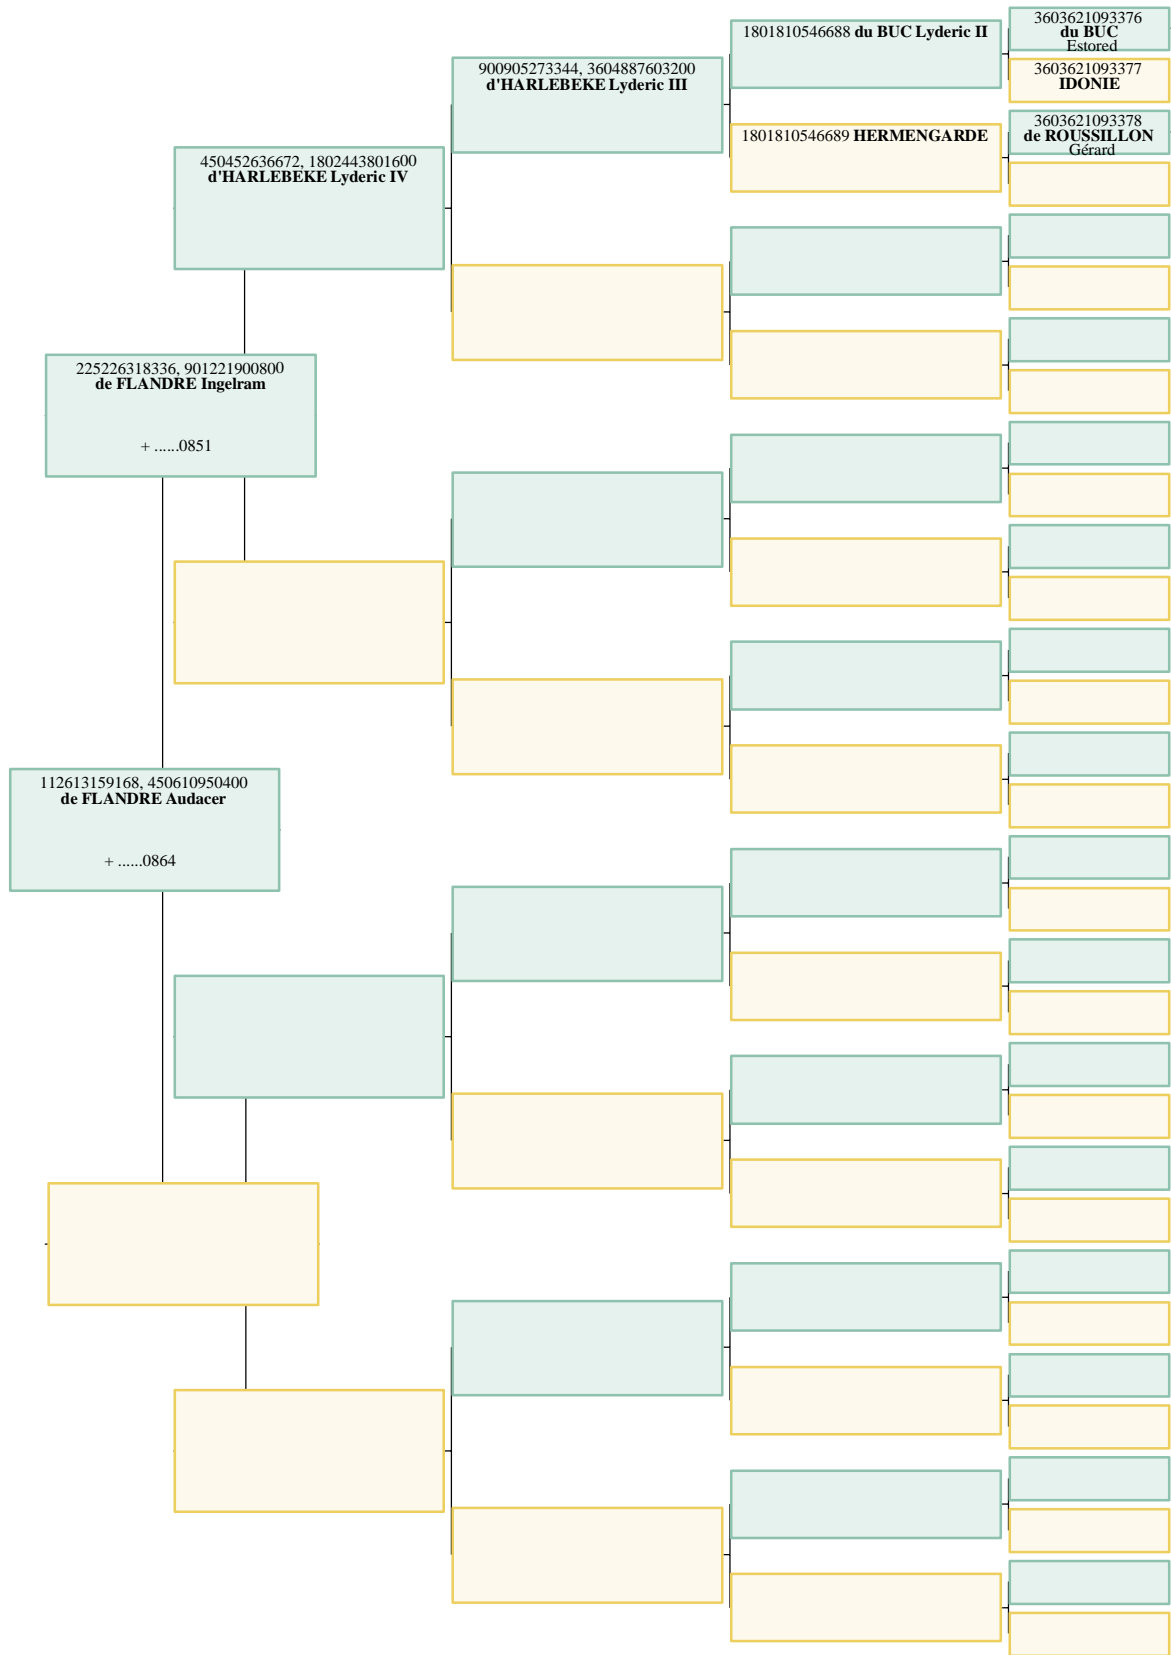 3603621093376
du BUC
Estored
1801810546688 du BUC Lyderic II
3603621093377
IDONIE
900905273344, 3604887603200
d'HARLEBEKE Lyderic III
3603621093378
de ROUSSILLON
Gérard
1801810546689 HERMENGARDE
450452636672, 1802443801600
d'HARLEBEKE Lyderic IV
225226318336, 901221900800
de FLANDRE Ingelram
+ ......0851
112613159168, 450610950400
de FLANDRE Audacer
+ ......0864